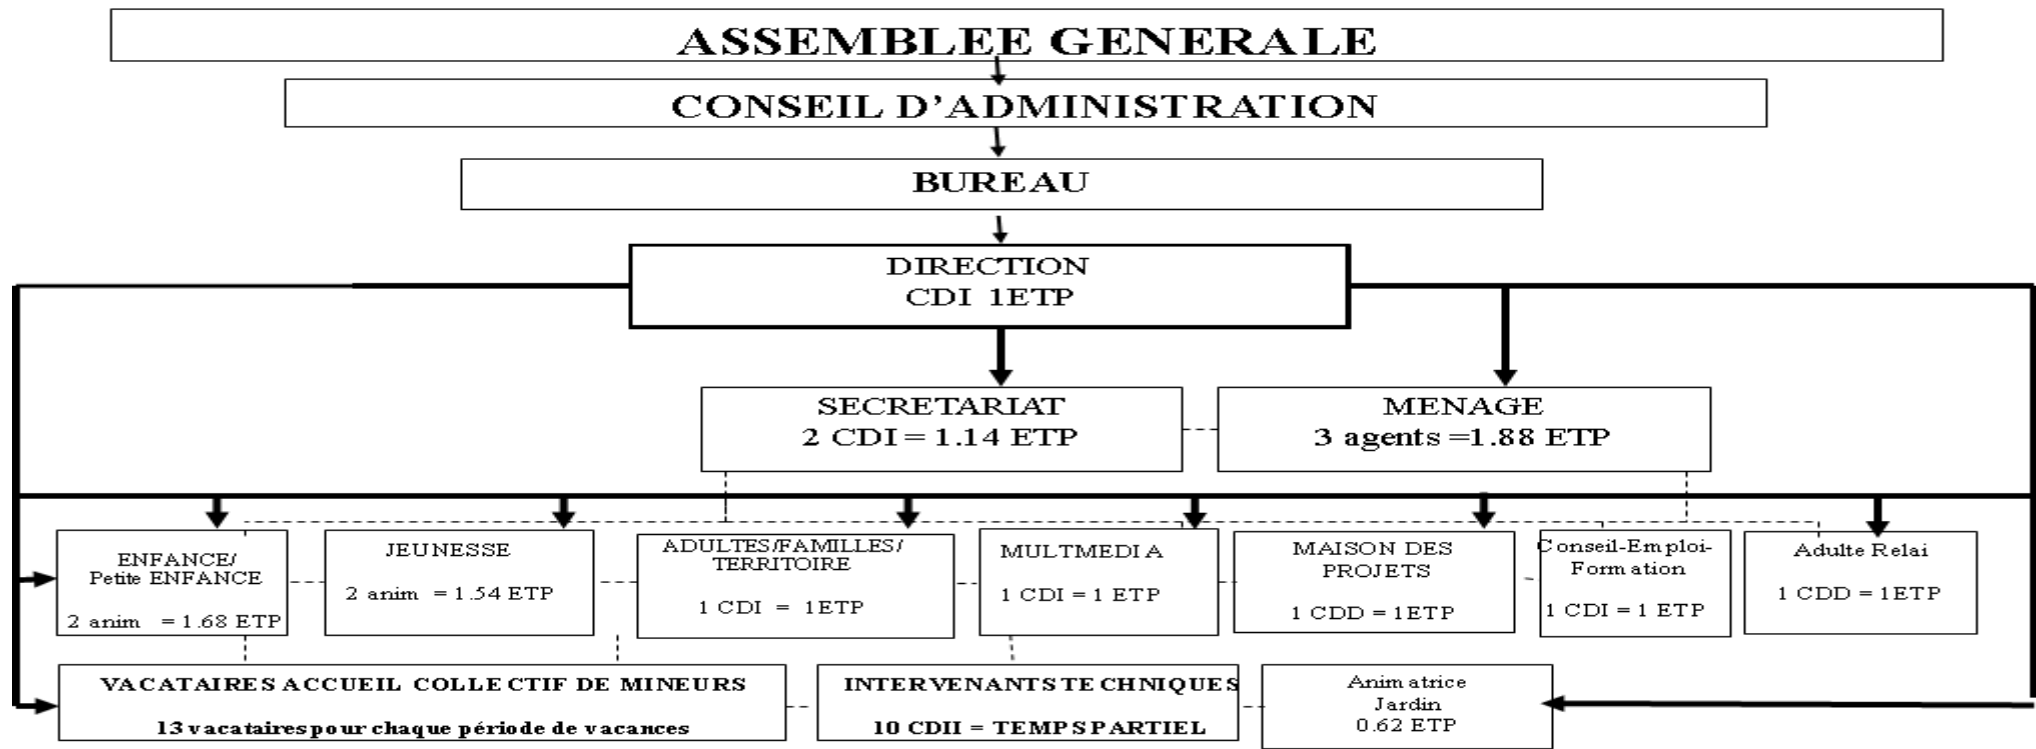 ASSEMBLEE GENERALE
CONSEIL D'ADMINISTRATION
BUREAU
DIRECTION
CDI 1ETP
SECRETARIAT
2 CDI = 1.14 ETP
MENAGE
3 agents =1.88 ETP
ENFANCE/
Petite ENFANCE
2 anim = 1.68 ETP
JEUNESSE
2 anim = 1.54 ETP
ADULTES/FAMILLES/
TERRITOIRE
1 CDI = 1ETP
MULTMEDIA
1 CDI = 1 ETP
MAISON DES
PROJETS
1 CDD = 1ETP
Conseil-Emploi-
Formation
1 CDI = 1 ETP
Adulte Relai
1 CDD = 1ETP
VACATAIRES ACCUEIL COLLECTIF DE MINEURS
13 vacataires pour chaque période de vacances
INTERVENANTS TECHNIQUES
10 CDII = TEMPS PARTIEL
Animatrice
Jardin
0.62 ETP